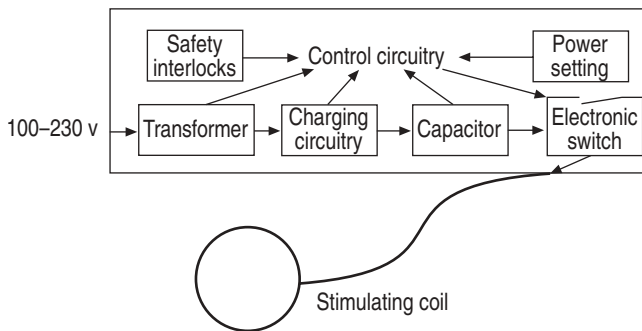 Safety
interlocks
Control circuitry
Power
setting
100–230 v
Transformer
Charging
circuitry
Capacitor
Electronic
switch
Stimulating coil